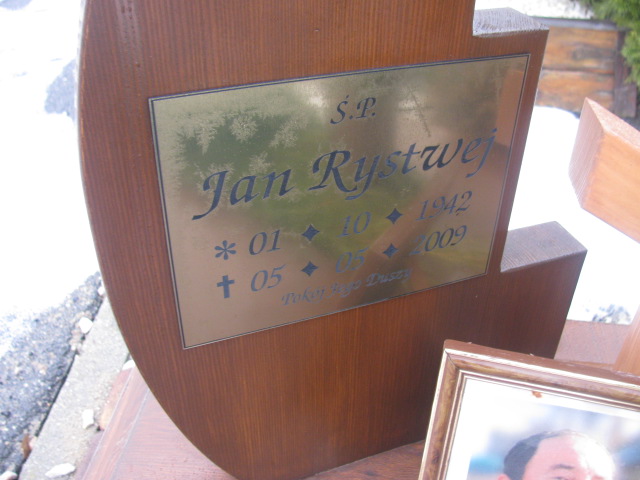 Ś.P.
Jan Rystwej
* 01 ✦ 10 ✦ 1942
✝ 05 ✦ 05 ✦ 2009
Pokój Jego Duszy